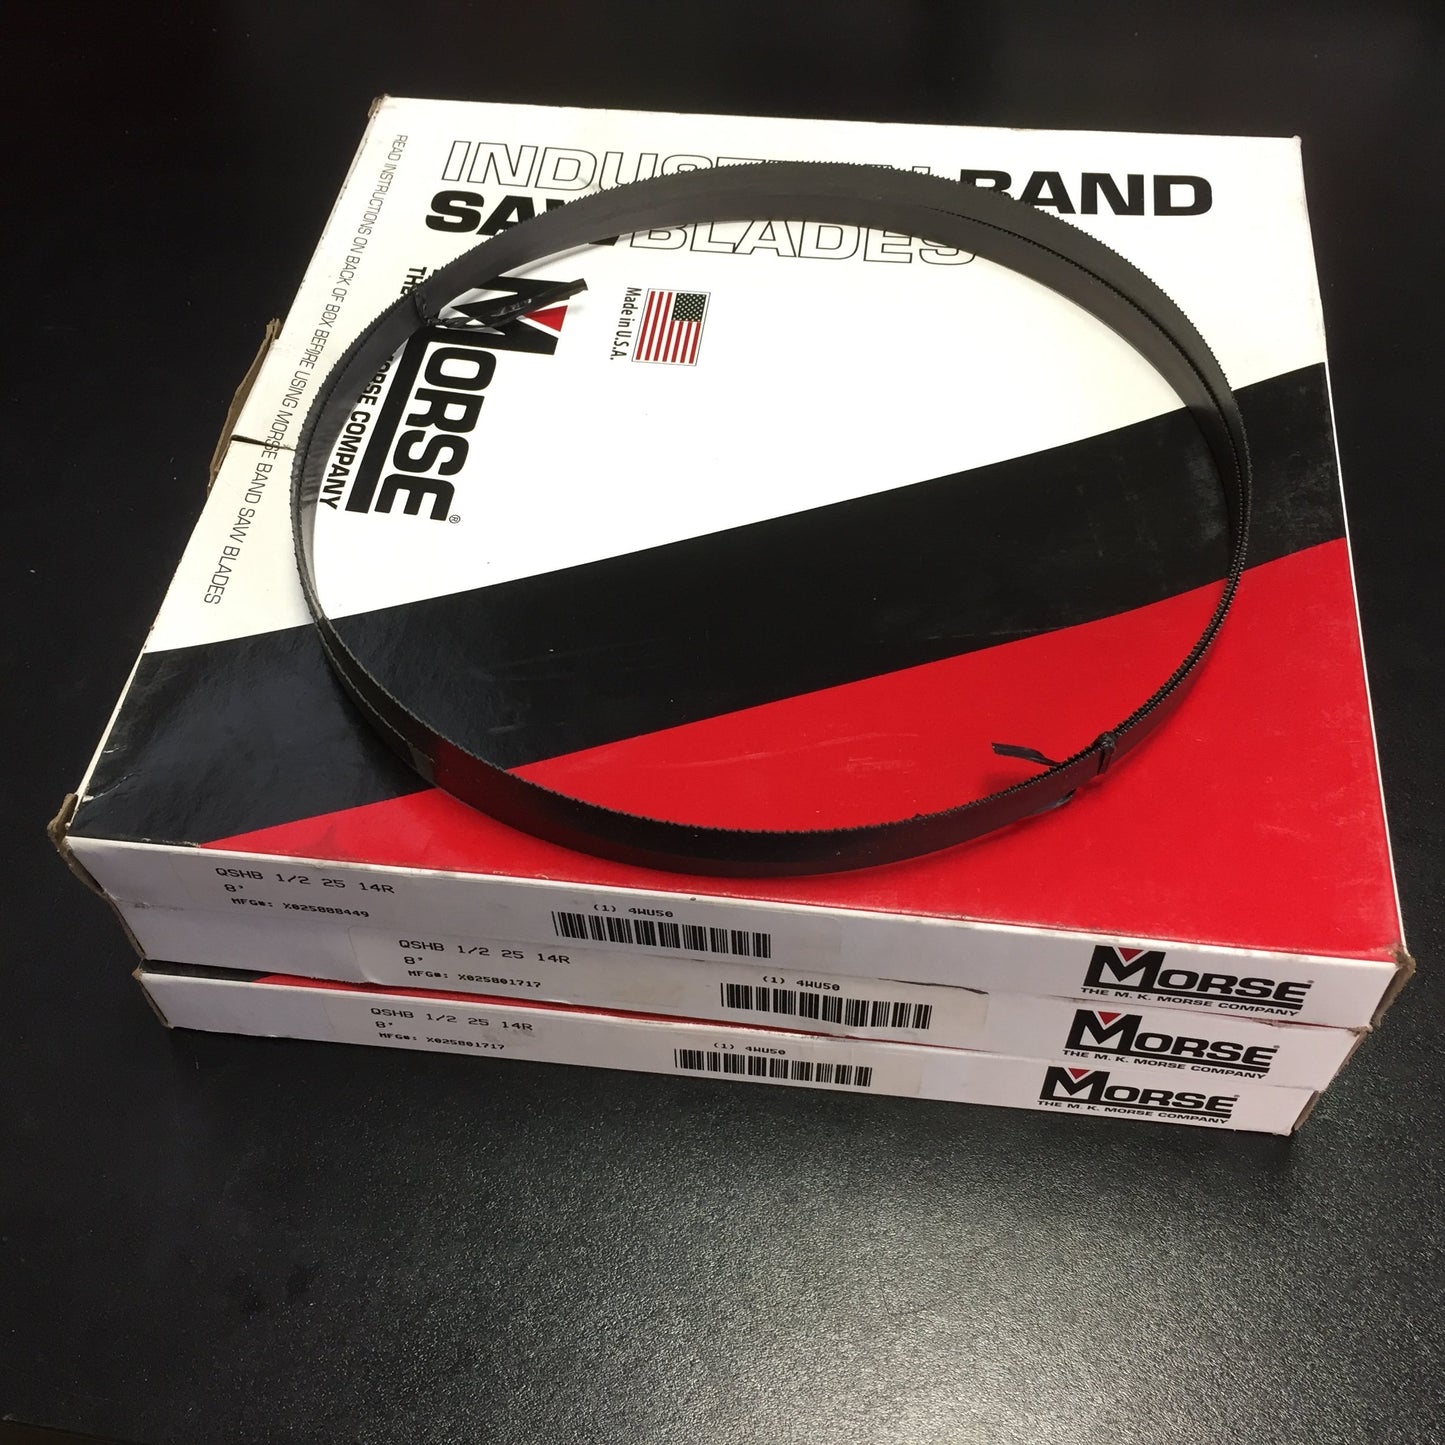 READ INSTRUCTIONS ON BACK OF BOX BEFORE USING MORSE BAND SAW BLADES
BAND
SAW BLADES
MORSE®
MORSE COMPANY
Made in U.S.A.
QSHB 1/2 25 14R
8'
MFG#: X025888449
(1) 4WU50
MORSE
THE M. K. MORSE COMPANY
QSHB 1/2 25 14R
8'
MFG#: X025801717
(1) 4WU50
MORSE
THE M. K. MORSE COMPANY
QSHB 1/2 25 14R
8'
MFG#: X025801717
(1) 4WU50
MORSE
THE M. K. MORSE COMPANY